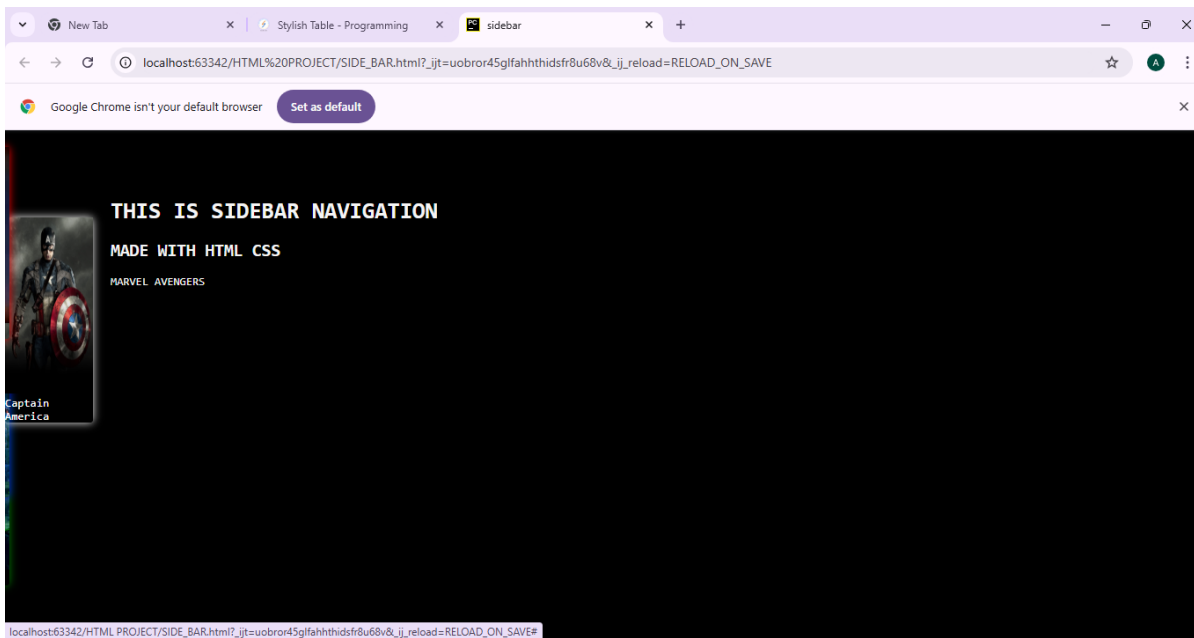 New Tab
Stylish Table - Programming
sidebar
localhost:63342/HTML%20PROJECT/SIDE_BAR.html?_ijt=uobror45glfahhthidsfr8u68v&_ij_reload=RELOAD_ON_SAVE
A
Google Chrome isn't your default browser
Set as default
THIS IS SIDEBAR NAVIGATION
MADE WITH HTML CSS
MARVEL AVENGERS
Captain
America
localhost:63342/HTML PROJECT/SIDE_BAR.html?_ijt=uobror45glfahhthidsfr8u68v&_ij_reload=RELOAD_ON_SAVE#